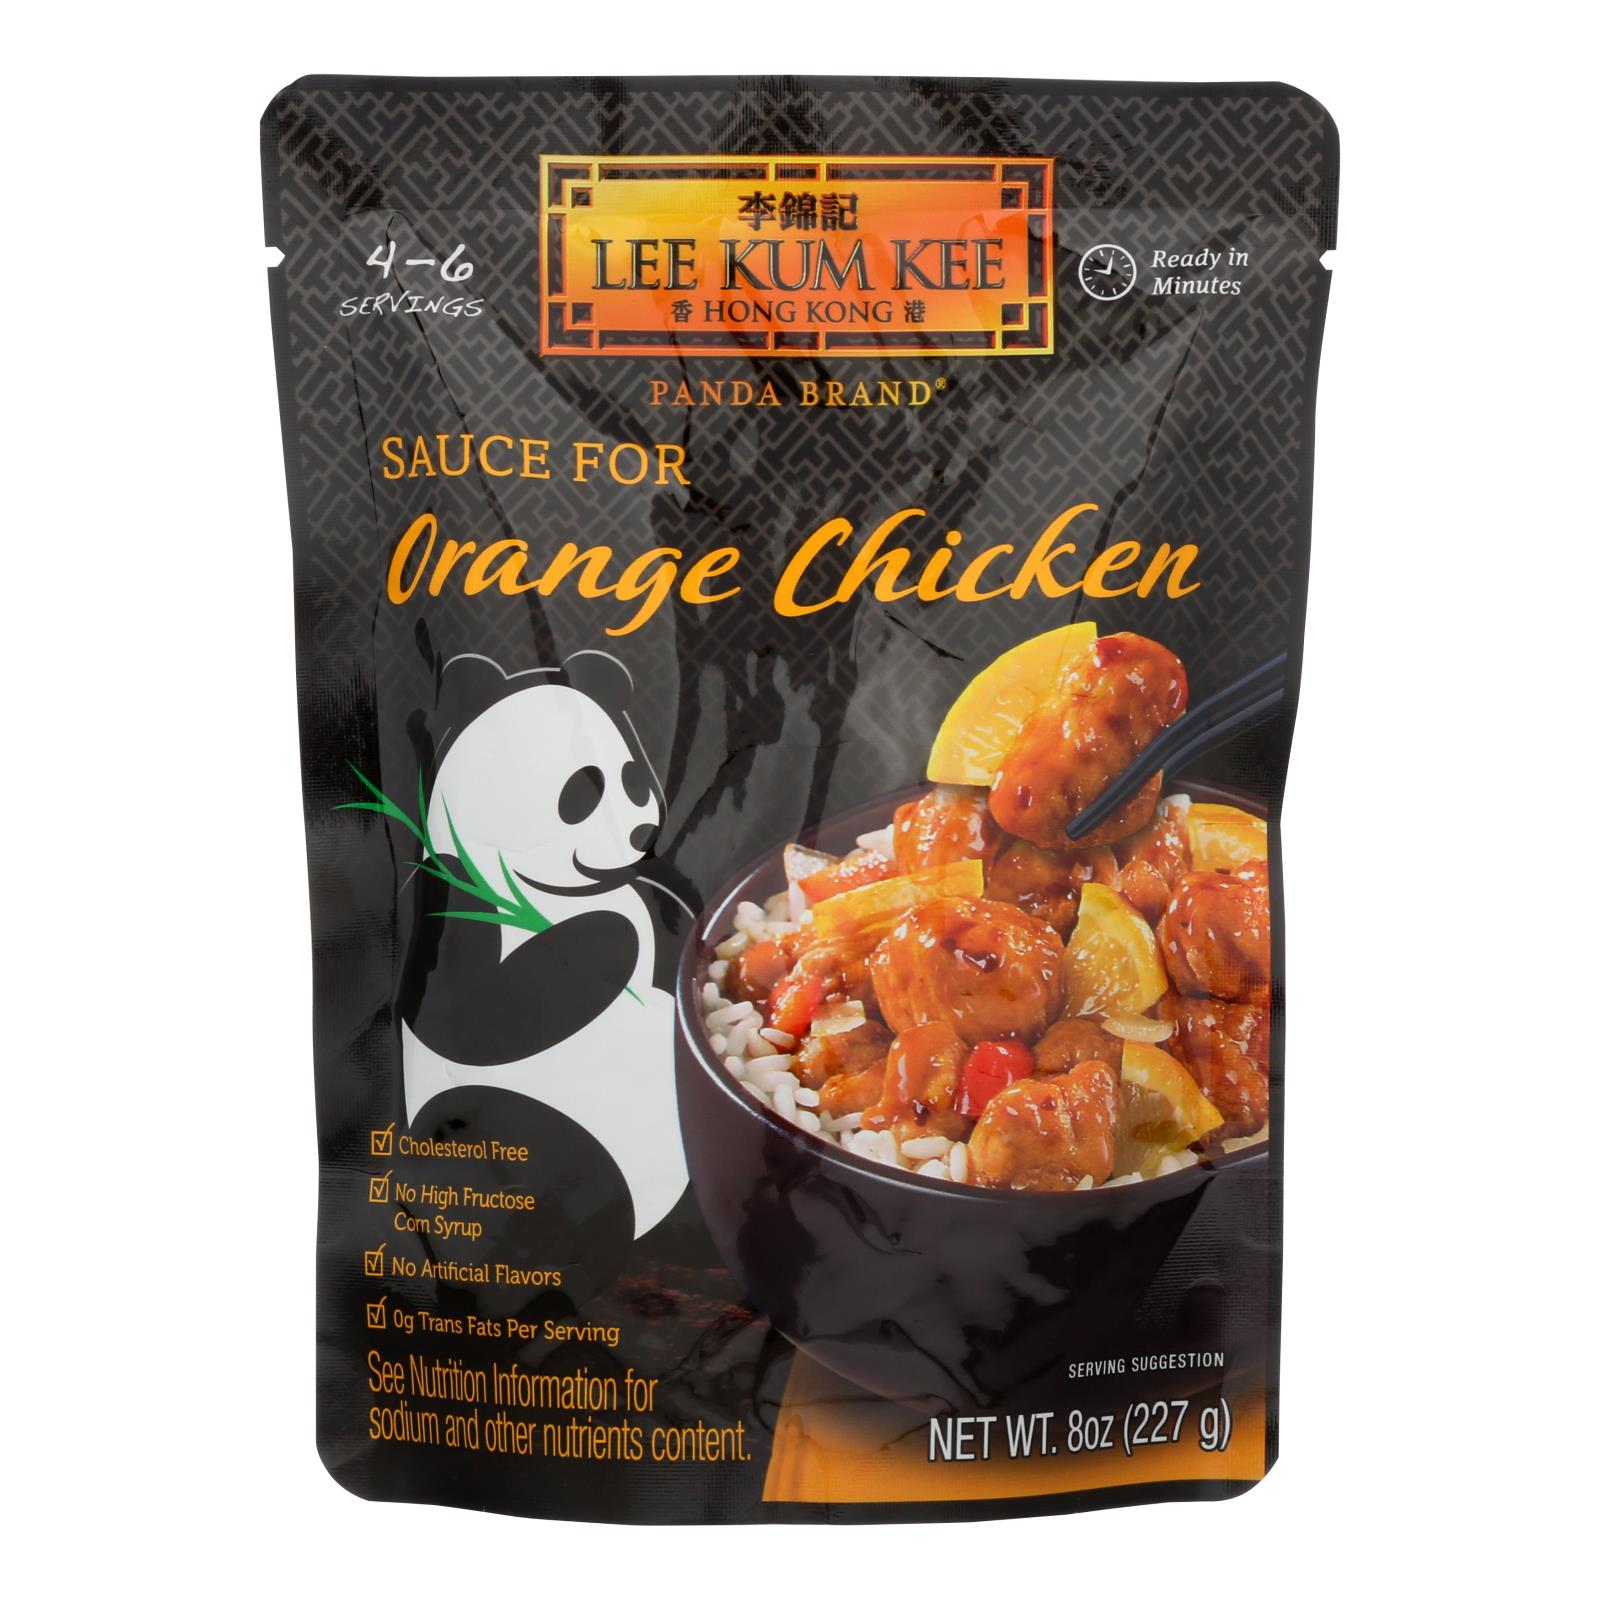 李錦記
LEE KUM KEE
香 HONG KONG 港
PANDA BRAND®
4-6
SERVINGS
Ready in
Minutes
SAUCE FOR
Orange Chicken
Cholesterol Free
No High Fructose
Corn Syrup
No Artificial Flavors
0g Trans Fats Per Serving
See Nutrition Information for
sodium and other nutrients content.
SERVING SUGGESTION
NET WT. 8oz (227 g)